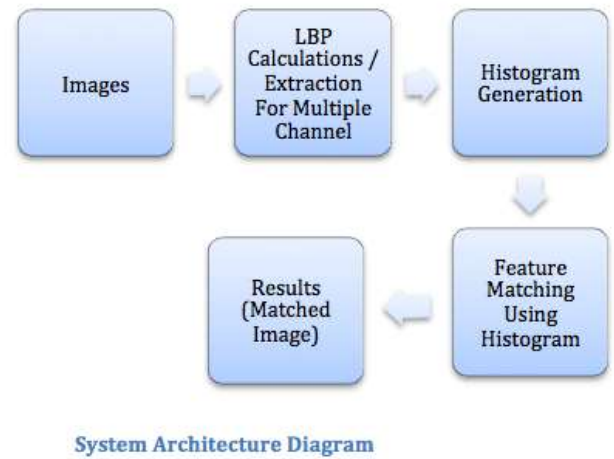 Images
LBP
Calculations /
Extraction
For Multiple
Channel
Histogram
Generation
Feature
Matching
Using
Histogram
Results
(Matched
Image)
System Architecture Diagram